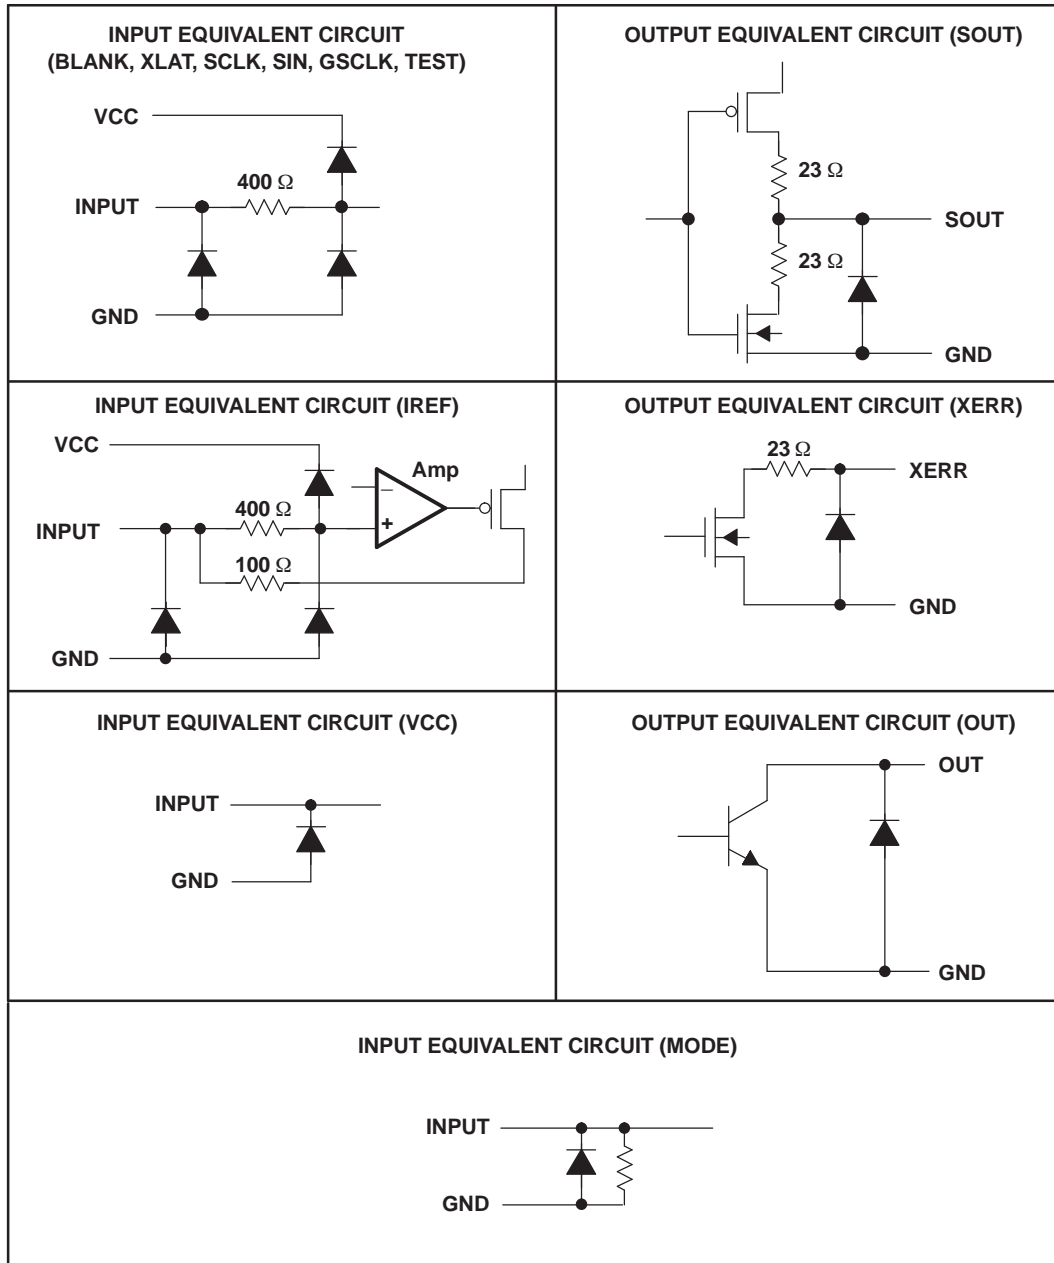 INPUT EQUIVALENT CIRCUIT
(BLANK, XLAT, SCLK, SIN, GSCLK, TEST)
VCC
400 Ω
INPUT
GND
OUTPUT EQUIVALENT CIRCUIT (SOUT)
23 Ω
SOUT
23 Ω
GND
INPUT EQUIVALENT CIRCUIT (IREF)
VCC
Amp
400 Ω
INPUT
100 Ω
GND
_
+
OUTPUT EQUIVALENT CIRCUIT (XERR)
23 Ω
XERR
GND
INPUT EQUIVALENT CIRCUIT (VCC)
INPUT
GND
OUTPUT EQUIVALENT CIRCUIT (OUT)
OUT
GND
INPUT EQUIVALENT CIRCUIT (MODE)
INPUT
GND